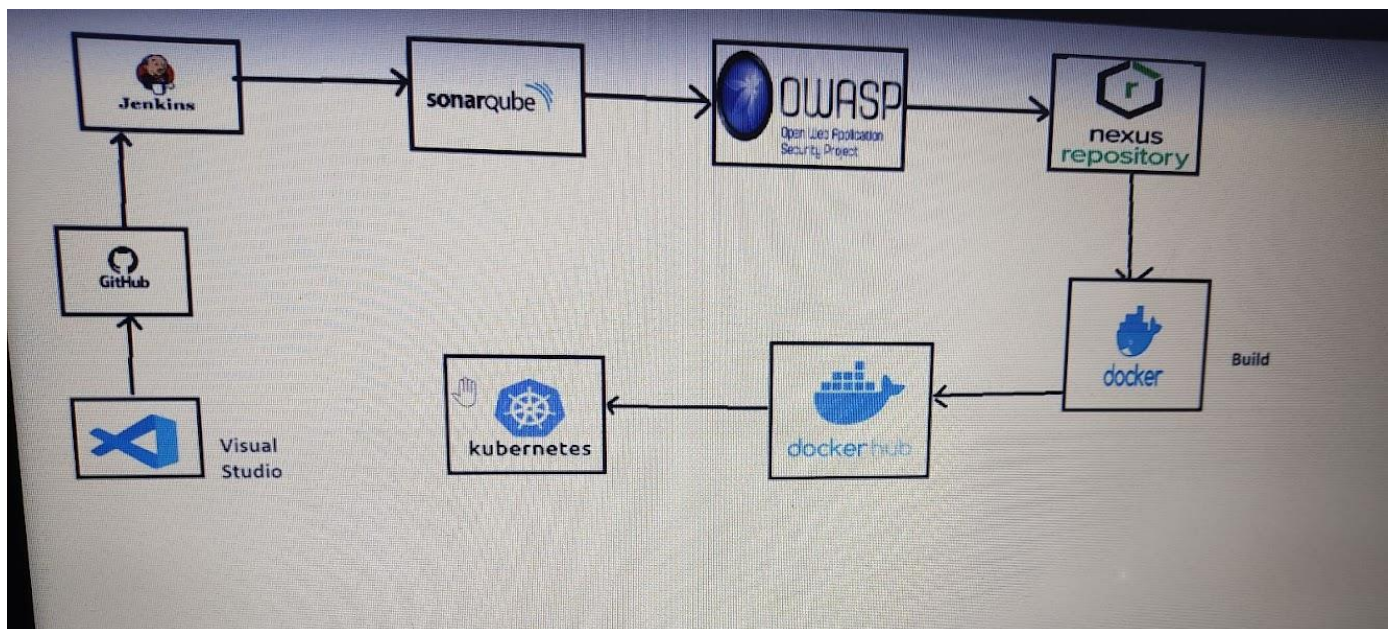 Jenkins
sonarqube
OWASP
Open Web Application
Security Project
r
nexus
repository
GitHub
docker
Build
Visual
Studio
kubernetes
docker hub